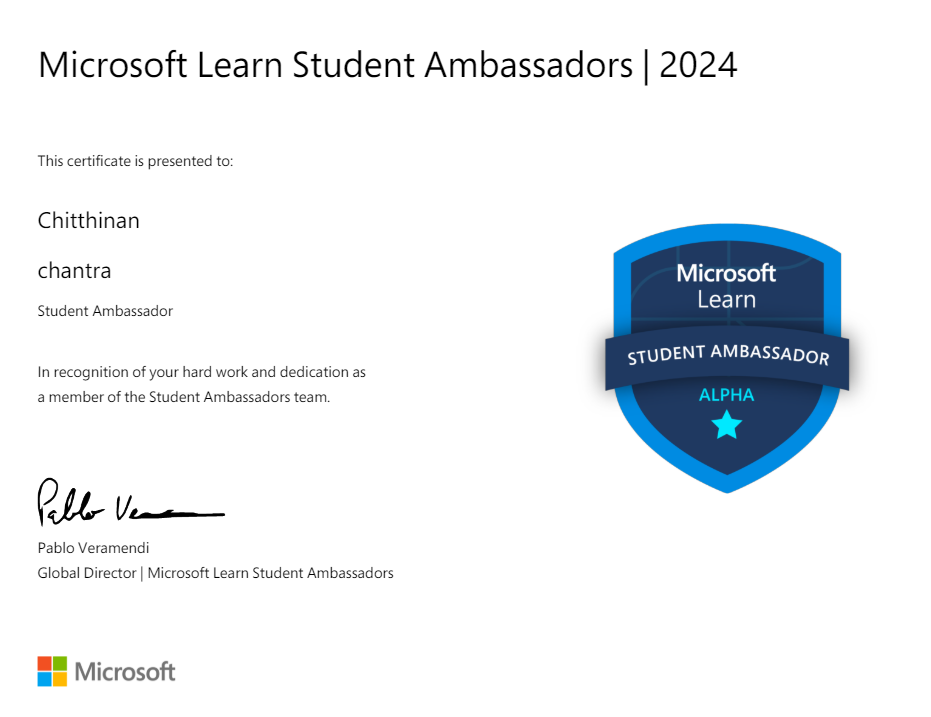 Microsoft Learn Student Ambassadors | 2024
This certificate is presented to:
Chitthinan
chantra
Student Ambassador
In recognition of your hard work and dedication as
a member of the Student Ambassadors team.
Microsoft
Learn
STUDENT AMBASSADOR
ALPHA
Pablo Veramendi
Global Director | Microsoft Learn Student Ambassadors
Microsoft